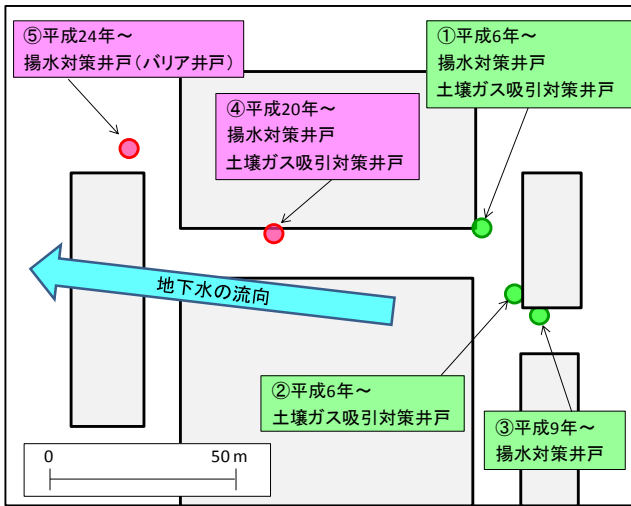 ⑤平成24年～
揚水対策井戸（バリア井戸）
①平成6年～
揚水対策井戸
土壌ガス吸引対策井戸
④平成20年～
揚水対策井戸
土壌ガス吸引対策井戸
地下水の流向
②平成6年～
土壌ガス吸引対策井戸
③平成9年～
揚水対策井戸
0 50m